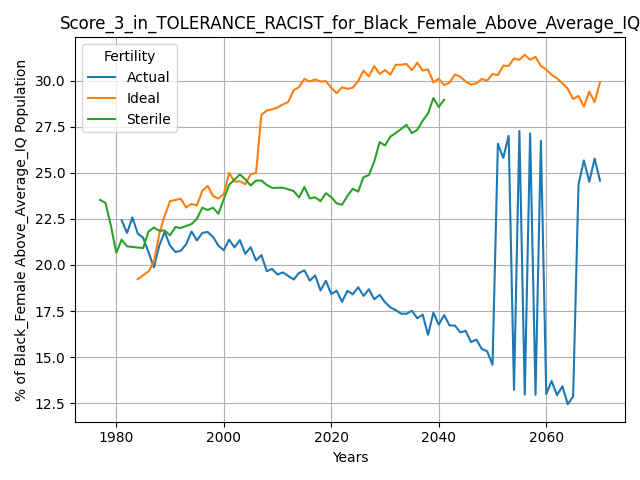 Score_3_in_TOLERANCE_RACIST_for_Black_Female_Above_Average_IQ
Fertility
Actual
Ideal
Sterile
% of Black_Female Above_Average_IQ Population
30.0
27.5
25.0
22.5
20.0
17.5
15.0
12.5
1980 2000 2020 2040 2060
Years